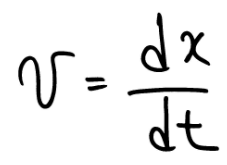 v = dx/dt